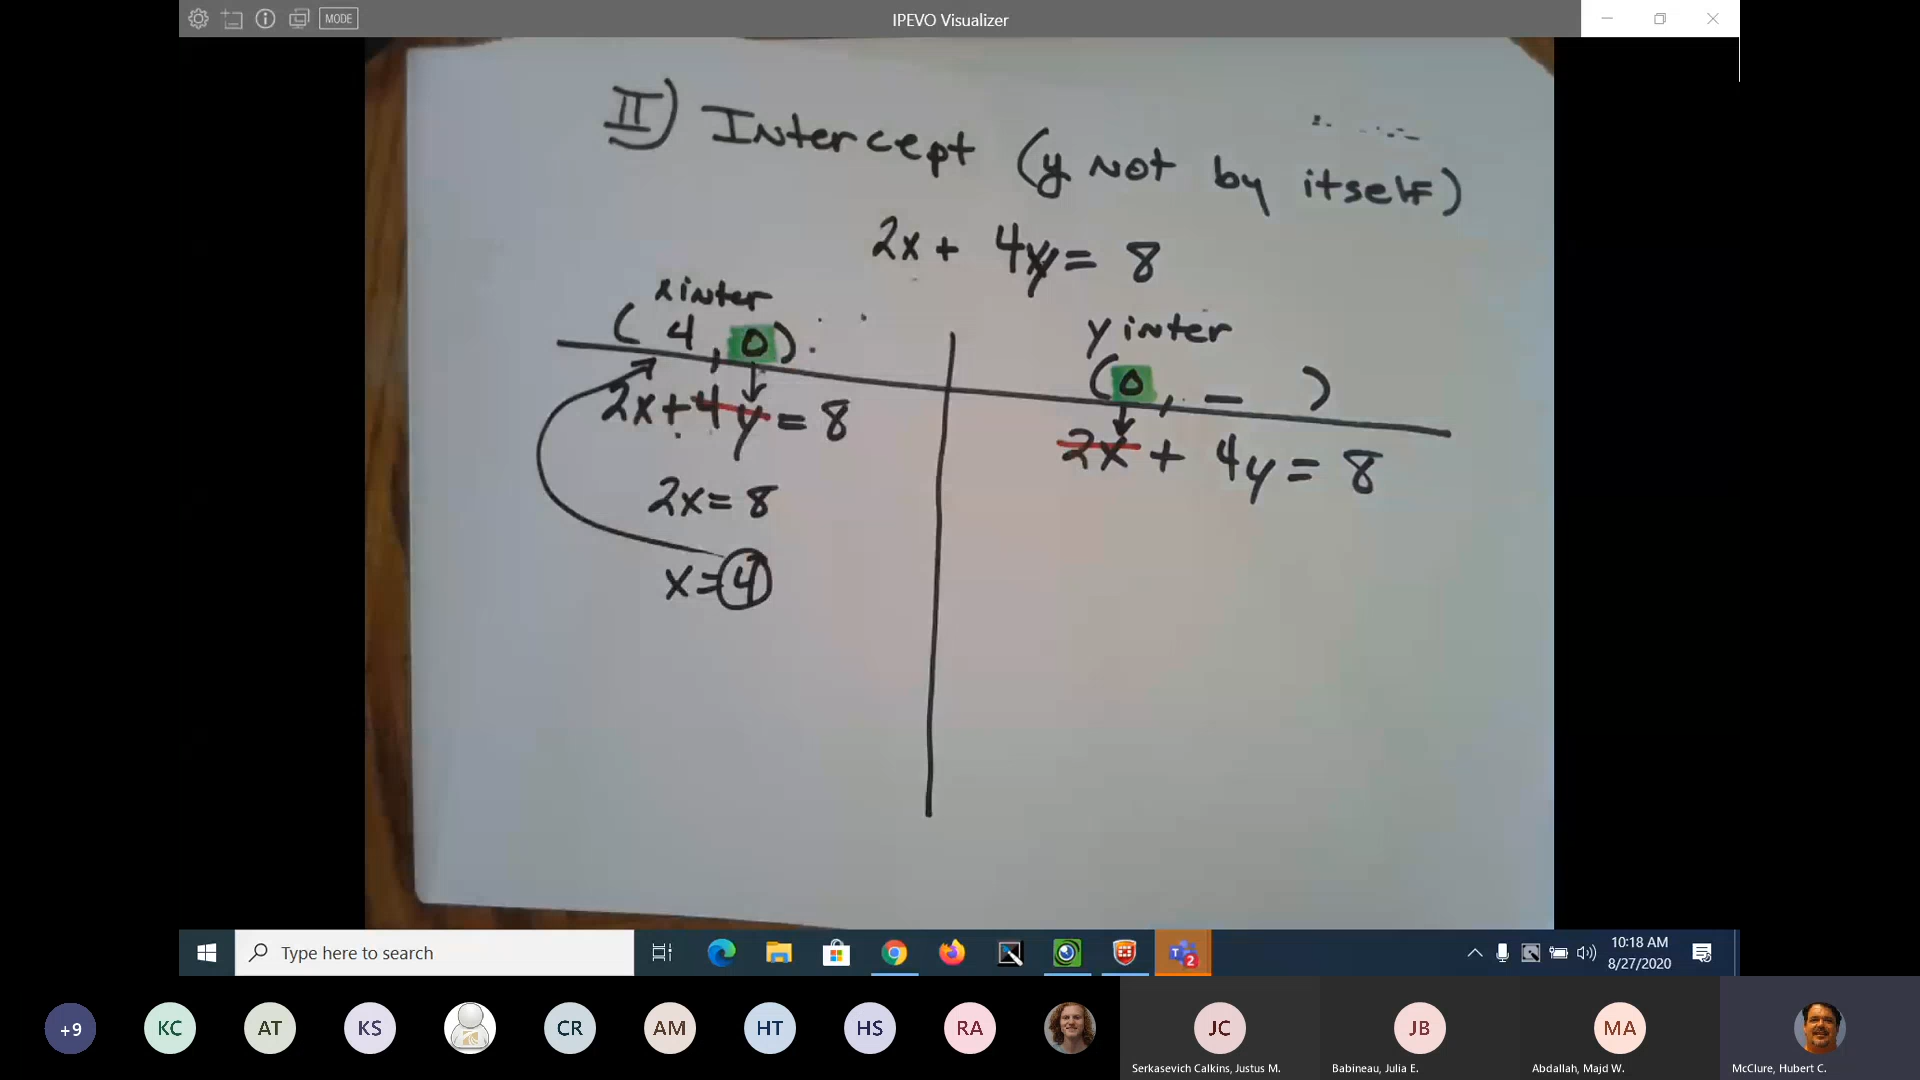 MODE
IPEVO Visualizer
II) Intercept (y not by itself)
2x + 4y = 8
x inter
(4, 0)
2x + 4y = 8
2x = 8
x = 4
y inter
(0, _ )
2x + 4y = 8
Type here to search
2
10:18 AM
8/27/2020
+9
KC
AT
KS
CR
AM
HT
HS
RA
JC
JB
MA
Serkasevich Calkins, Justus M.
Babineau, Julia E.
Abdallah, Majd W.
McClure, Hubert C.